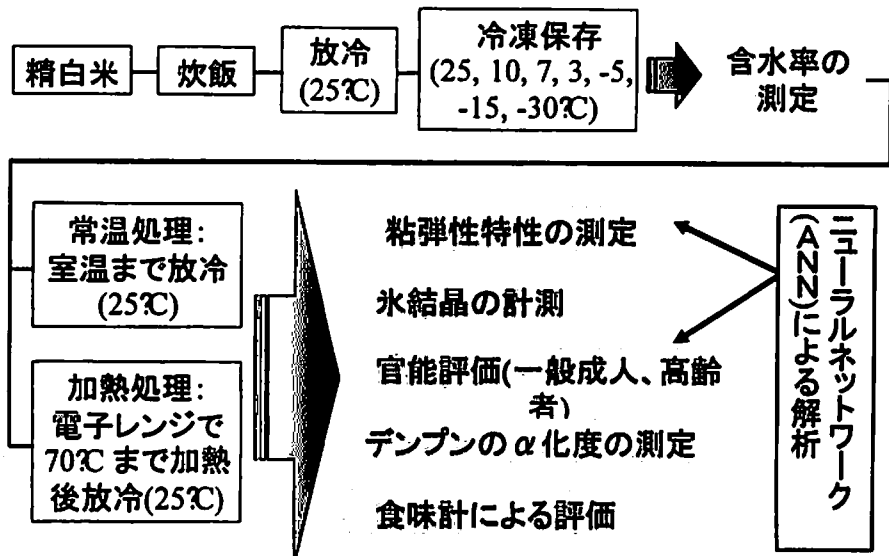 精白米
炊飯
放冷
(25?C)
冷凍保存
(25, 10, 7, 3, -5,
-15, -30?C)
含水率の
測定
常温処理:
室温まで放冷
(25?C)
加熱処理:
電子レンジで
70?C まで加熱
後放冷(25?C)
粘弾性特性の測定
氷結晶の計測
官能評価(一般成人、高齢
者)
デンプンのα化度の測定
食味計による評価
ニューラルネットワーク
(ANN)による解析